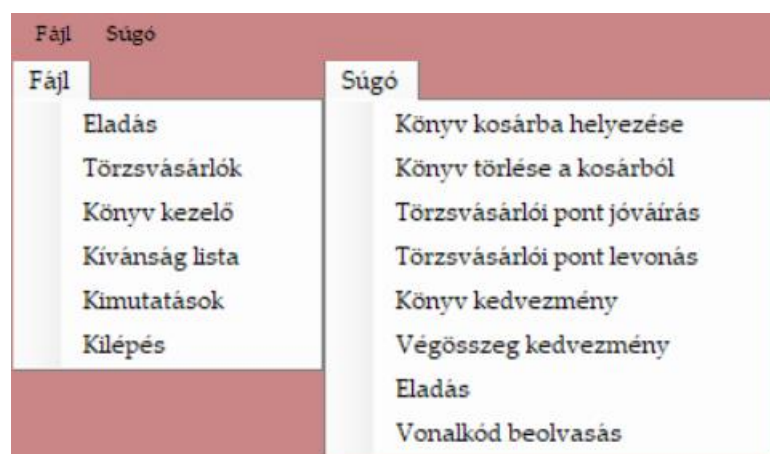 Fájl Súgó
Fájl
Eladás
Törzsvásárlók
Könyv kezelő
Kívánság lista
Kimutatások
Kilépés
Súgó
Könyv kosárba helyezése
Könyv törlése a kosárból
Törzsvásárlói pont jóváírás
Törzsvásárlói pont levonás
Könyv kedvezmény
Végösszeg kedvezmény
Eladás
Vonalkód beolvasás